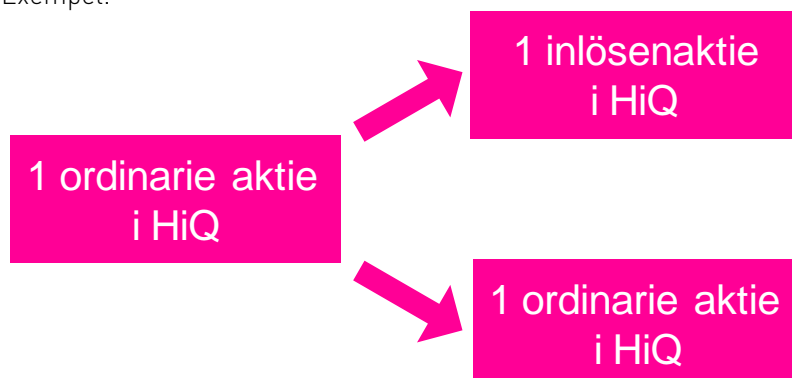 Exempel:
1 inlösenaktie
i HiQ
1 ordinarie aktie
i HiQ
1 ordinarie aktie
i HiQ